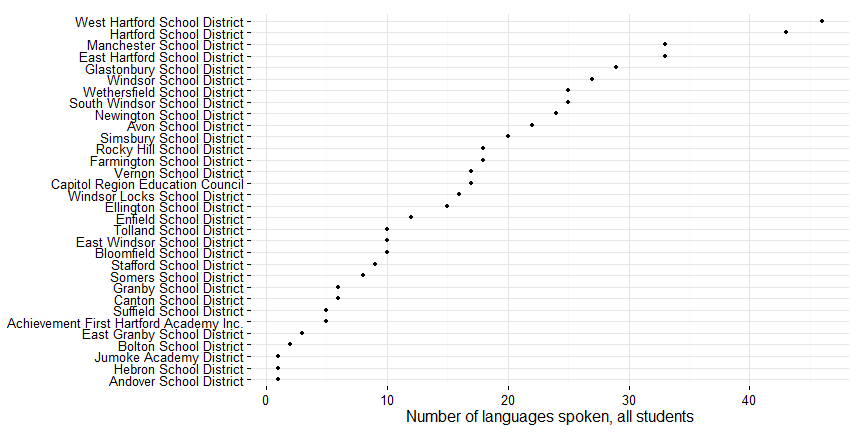 West Hartford School District
Hartford School District
Manchester School District
East Hartford School District
Glastonbury School District
Windsor School District
Wethersfield School District
South Windsor School District
Newington School District
Avon School District
Simsbury School District
Rocky Hill School District
Farmington School District
Vernon School District
Capitol Region Education Council
Windsor Locks School District
Ellington School District
Enfield School District
Tolland School District
East Windsor School District
Bloomfield School District
Stafford School District
Somers School District
Granby School District
Canton School District
Suffield School District
Achievement First Hartford Academy Inc.
East Granby School District
Bolton School District
Jumoke Academy District
Hebron School District
Andover School District
0 10 20 30 40
Number of languages spoken, all students